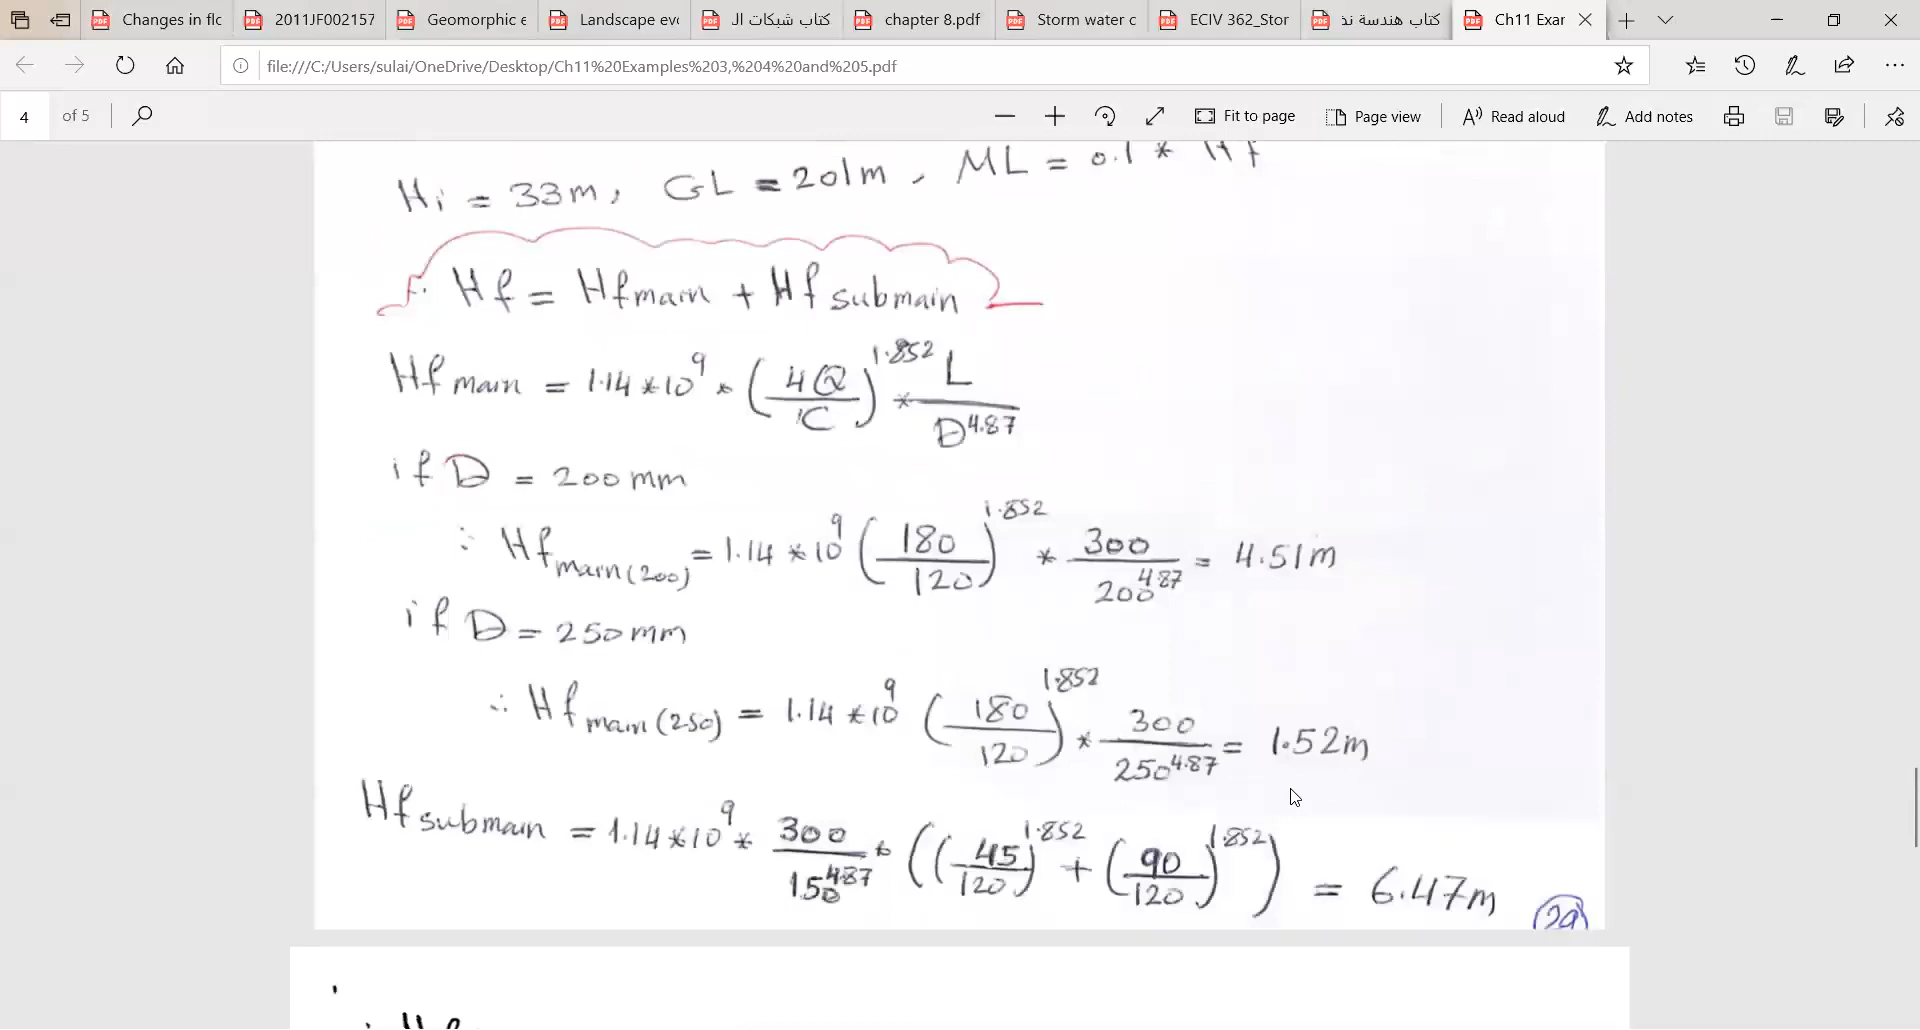 Changes in flc
2011JF002157
Geomorphic e
Landscape evo
كتاب شبكات ال
chapter 8.pdf
Storm water c
ECIV 362_Stor
كتاب هندسة نظ
Ch11 Exar
file:///C:/Users/sulai/OneDrive/Desktop/Ch11%20Examples%203,%204%20and%205.pdf
4 of 5
Fit to page
Page view
Read aloud
Add notes
Hi = 33m, GL = 201m, ML = 0.1 * Hf
∴ Hf = Hf main + Hf submain
Hf main = 1.14 * 10^9 * (4Q/C)^1.852 * L/D^4.87
if D = 200 mm
∴ Hf main(200) = 1.14 * 10^9 (180/120)^1.852 * 300/200^4.87 = 4.51m
if D = 250 mm
∴ Hf main(250) = 1.14 * 10^9 (180/120)^1.852 * 300/250^4.87 = 1.52m
Hf submain = 1.14 * 10^9 * 300/150^4.87 * ((45/120)^1.852 + (90/120)^1.852) = 6.47m